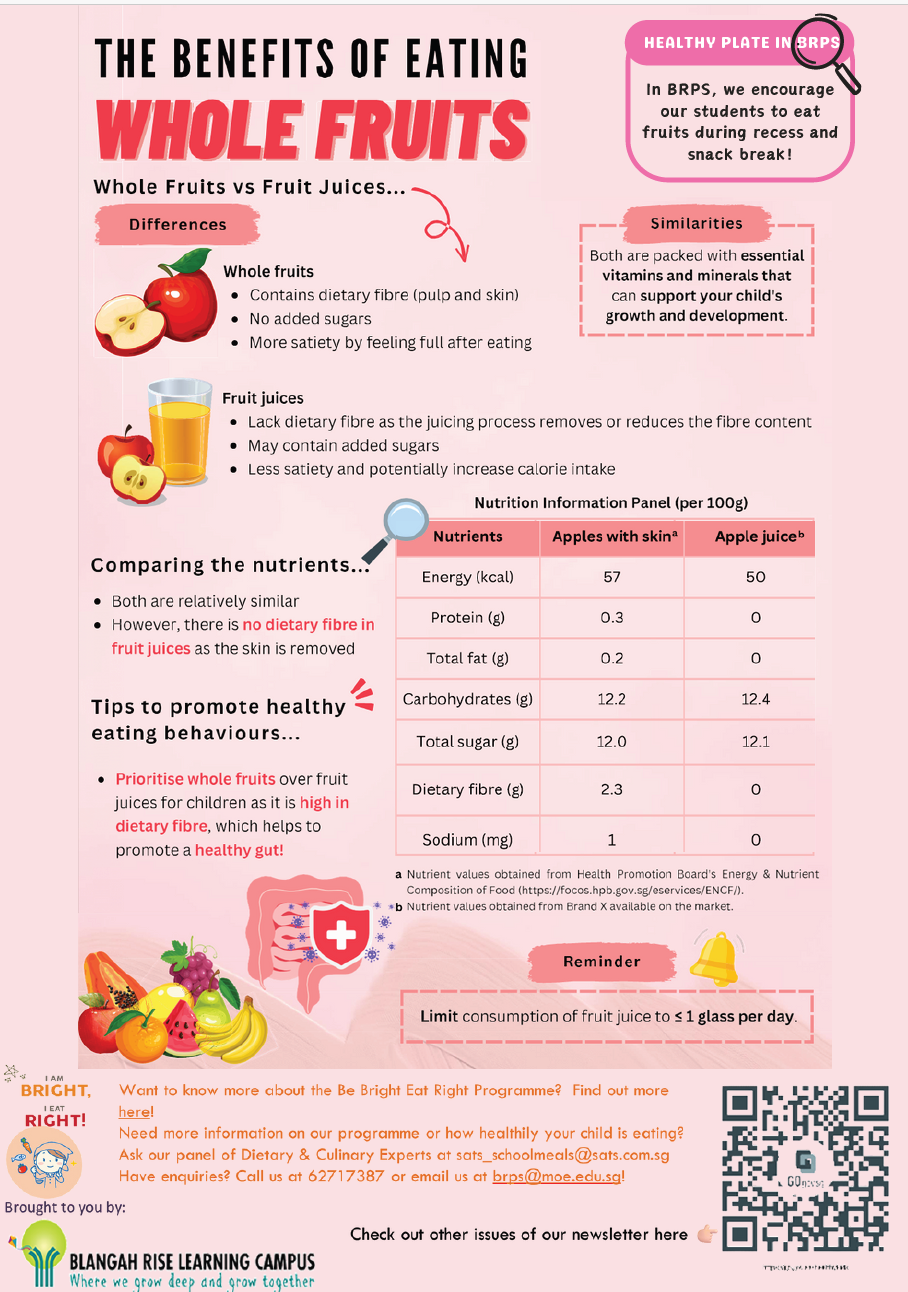 THE BENEFITS OF EATING
WHOLE FRUITS
HEALTHY PLATE IN BRPS
In BRPS, we encourage
our students to eat
fruits during recess and
snack break!
Whole Fruits vs Fruit Juices...
Differences
Whole fruits
• Contains dietary fibre (pulp and skin)
• No added sugars
• More satiety by feeling full after eating
Similarities
Both are packed with essential
vitamins and minerals that
can support your child's
growth and development.
Fruit juices
• Lack dietary fibre as the juicing process removes or reduces the fibre content
• May contain added sugars
• Less satiety and potentially increase calorie intake
Comparing the nutrients...
• Both are relatively similar
• However, there is no dietary fibre in
fruit juices as the skin is removed
Tips to promote healthy
eating behaviours...
• Prioritise whole fruits over fruit
juices for children as it is high in
dietary fibre, which helps to
promote a healthy gut!
Nutrition Information Panel (per 100g)
Nutrients Apples with skinᵃ Apple juiceᵇ
Energy (kcal) 57 50
Protein (g) 0.3 0
Total fat (g) 0.2 0
Carbohydrates (g) 12.2 12.4
Total sugar (g) 12.0 12.1
Dietary fibre (g) 2.3 0
Sodium (mg) 1 0
a Nutrient values obtained from Health Promotion Board's Energy & Nutrient
Composition of Food (https://focos.hpb.gov.sg/eservices/ENCF/).
b Nutrient values obtained from Brand X available on the market.
Reminder
Limit consumption of fruit juice to ≤ 1 glass per day.
I AM
BRIGHT,
I EAT
RIGHT!
Want to know more about the Be Bright Eat Right Programme? Find out more
here!
Need more information on our programme or how healthily your child is eating?
Ask our panel of Dietary & Culinary Experts at sats_schoolmeals@sats.com.sg
Have enquiries? Call us at 62717387 or email us at brps@moe.edu.sg!
Brought to you by:
BLANGAH RISE LEARNING CAMPUS
Where we grow deep and grow together
Check out other issues of our newsletter here
GO.gov.sg